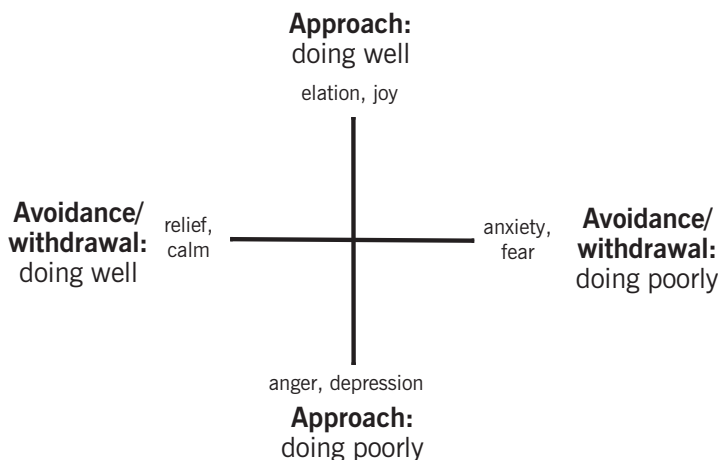 Approach:
doing well
elation, joy
Avoidance/
withdrawal:
doing well
relief,
calm
anxiety,
fear
Avoidance/
withdrawal:
doing poorly
anger, depression
Approach:
doing poorly